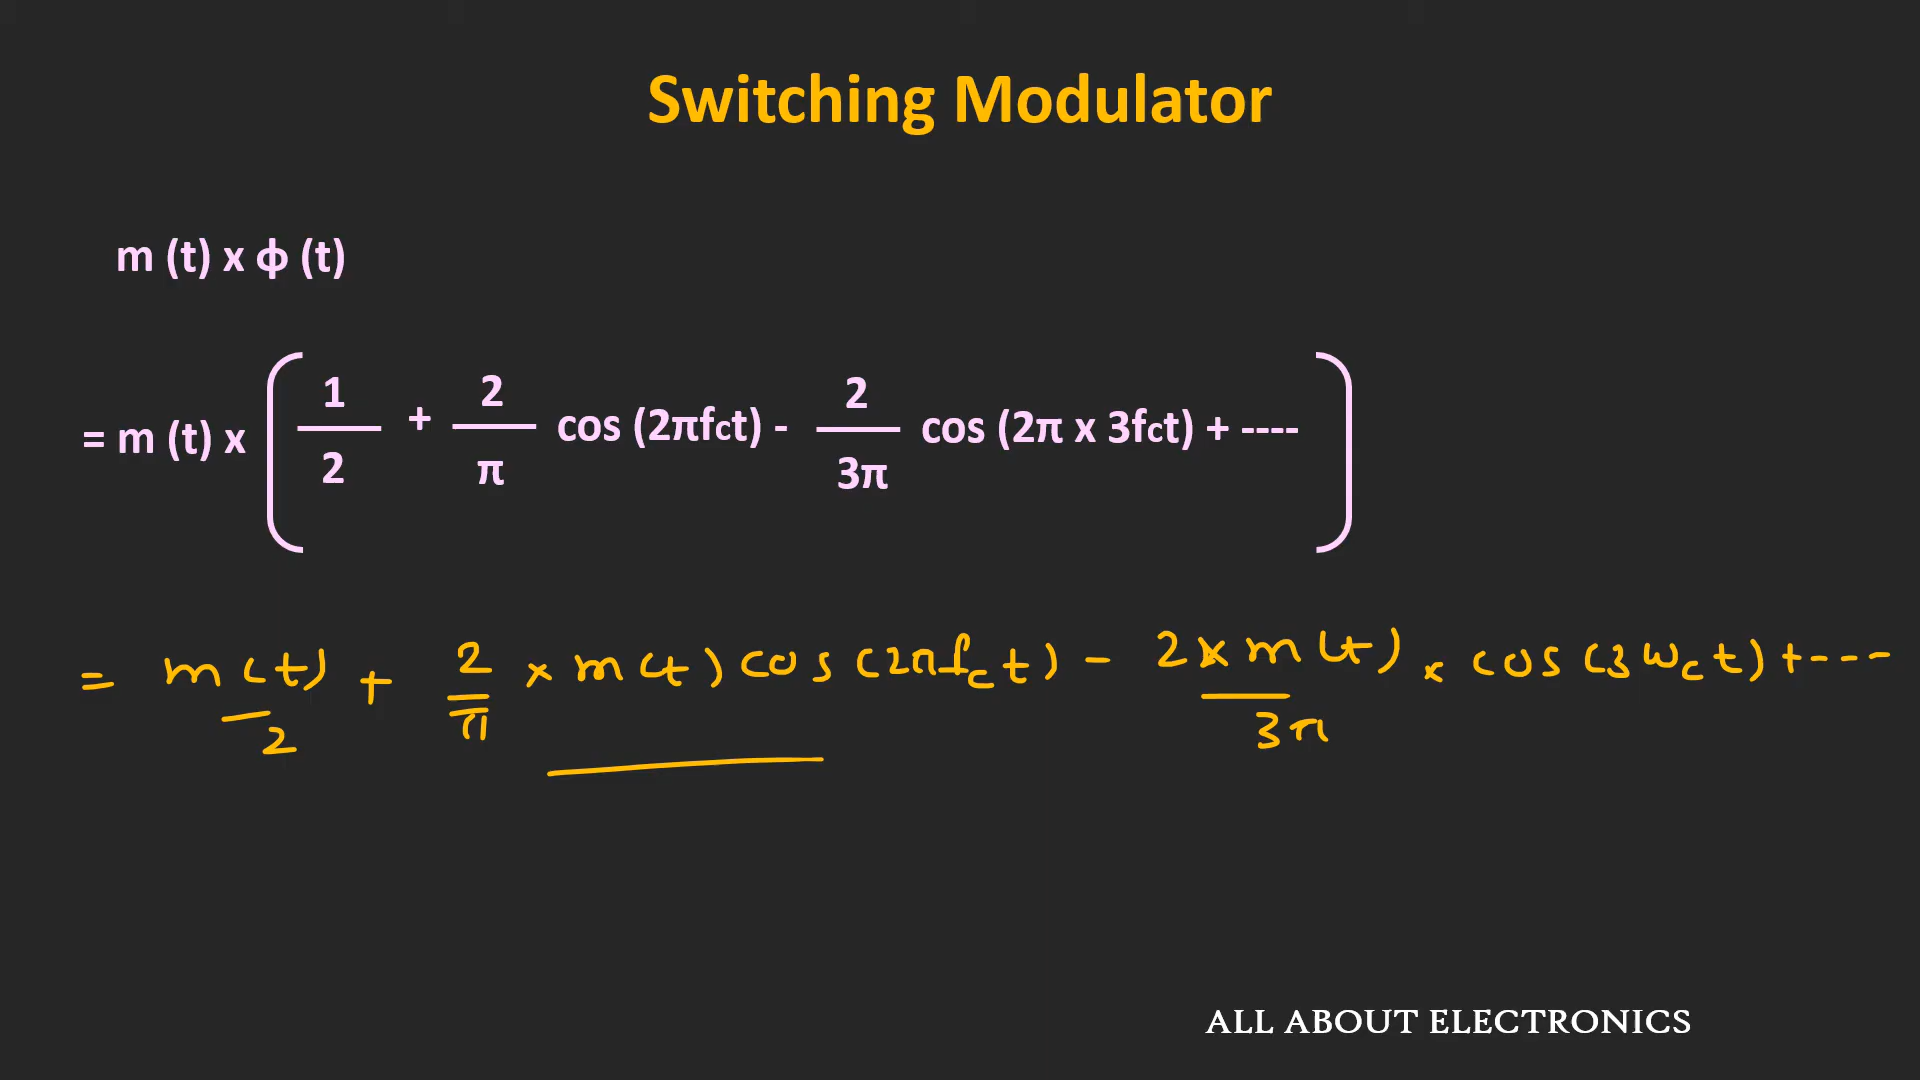 Switching Modulator
m (t) x ɸ (t)
= m (t) x ( 1/2 + 2/π cos (2πfct) - 2/3π cos (2π x 3fct) + ---- )
= m(t)/2 + 2/π × m(t) cos(2πfct) - 2 × m(t)/3π × cos(3ωct) + ----
ALL ABOUT ELECTRONICS